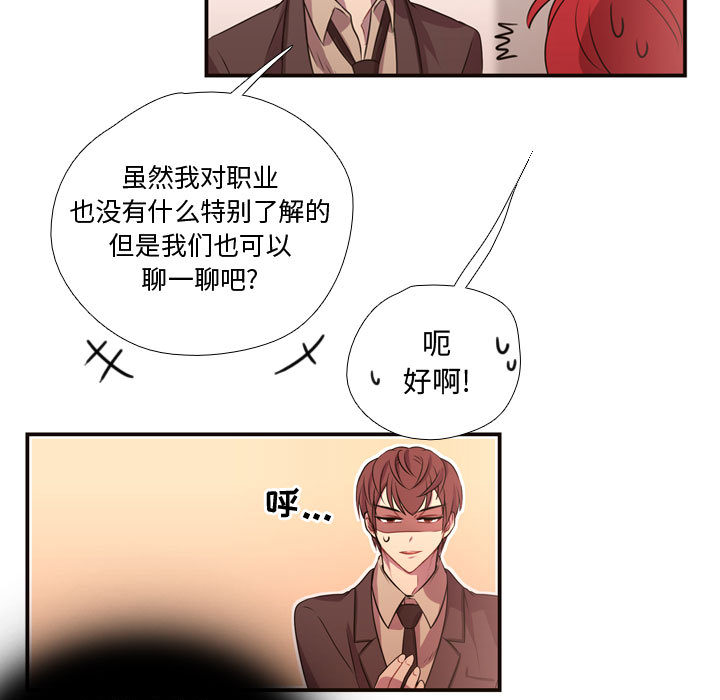 虽然我对职业
也没有什么特别了解的
但是我们也可以
聊一聊吧?
呃
好啊!
呼...